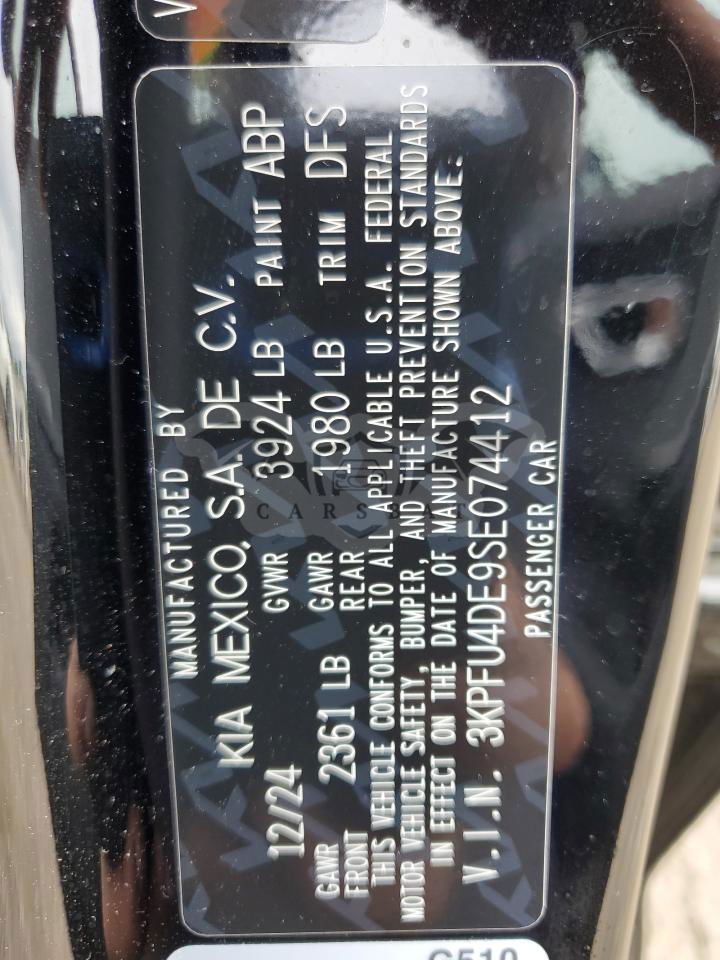 MANUFACTURED BY
KIA MEXICO, S.A. DE C.V.
12/24 GVWR 3924 LB PAINT ABP
GAWR FRONT 2361 LB GAWR REAR 1980 LB TRIM DFS
THIS VEHICLE CONFORMS TO ALL APPLICABLE U.S.A. FEDERAL
MOTOR VEHICLE SAFETY, BUMPER, AND THEFT PREVENTION STANDARDS
IN EFFECT ON THE DATE OF MANUFACTURE SHOWN ABOVE.
V.I.N. 3KPFU4DE9SE074412
PASSENGER CAR